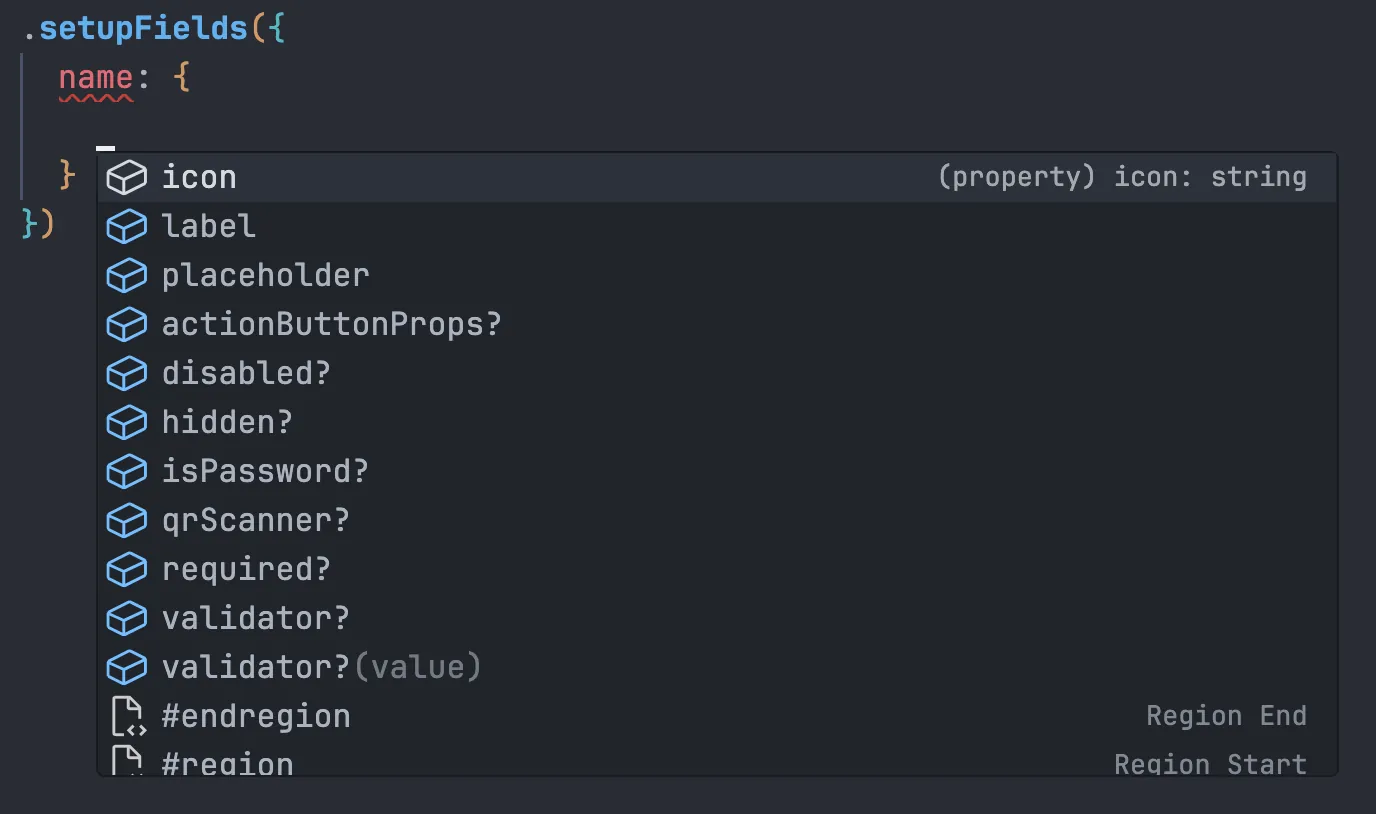 .setupFields({
name: {
icon (property) icon: string
}
label
})
placeholder
actionButtonProps?
disabled?
hidden?
isPassword?
qrScanner?
required?
validator?
validator?(value)
#endregion Region End
#region Region Start